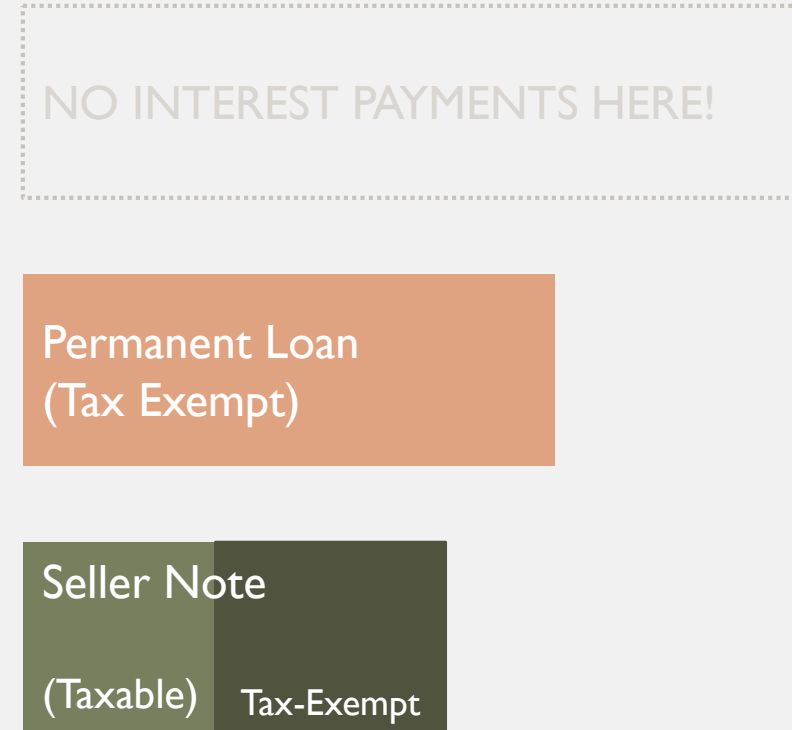 NO INTEREST PAYMENTS HERE!
Permanent Loan
(Tax Exempt)
Seller Note
(Taxable)
Tax-Exempt